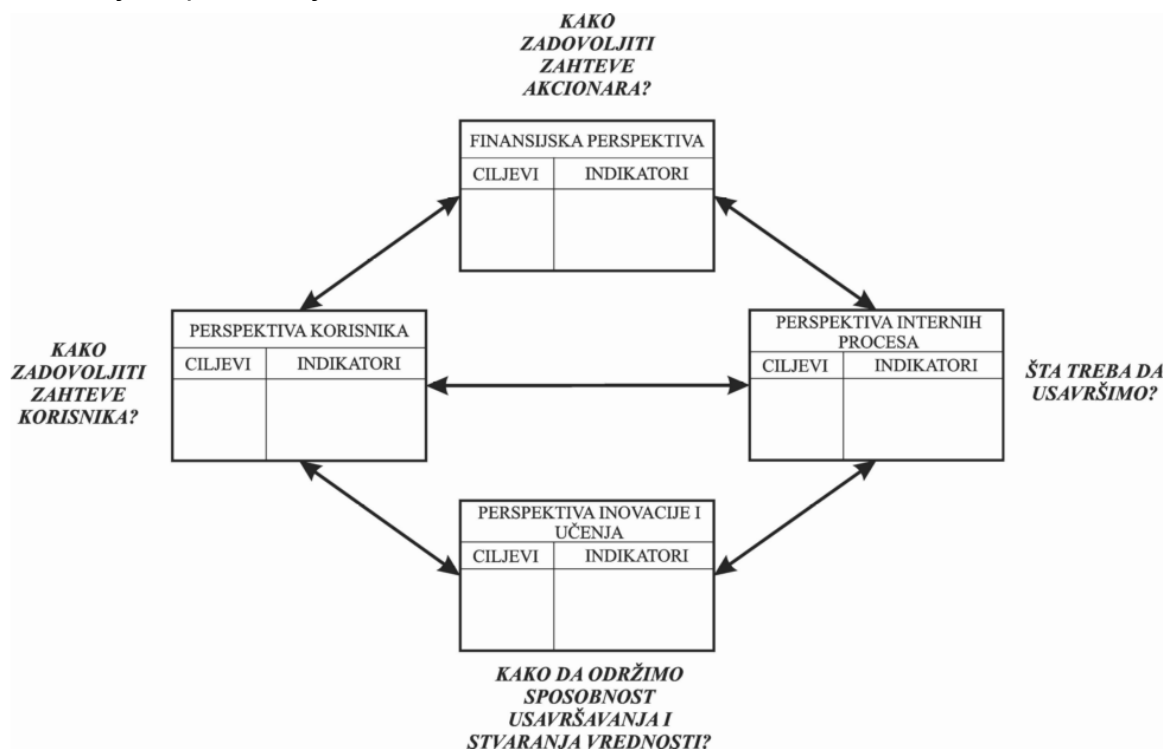 KAKO
ZADOVOLJITI
ZAHTEVE
AKCIONARA?
FINANSIJSKA PERSPEKTIVA
CILJEVI INDIKATORI
PERSPEKTIVA KORISNIKA
CILJEVI INDIKATORI
KAKO
ZADOVOLJITI
ZAHTEVE
KORISNIKA?
PERSPEKTIVA INTERNIH
PROCESA
CILJEVI INDIKATORI
ŠTA TREBA DA
USAVRŠIMO?
PERSPEKTIVA INOVACIJE I
UČENJA
CILJEVI INDIKATORI
KAKO DA ODRŽIMO
SPOSOBNOST
USAVRŠAVANJA I
STVARANJA VREDNOSTI?